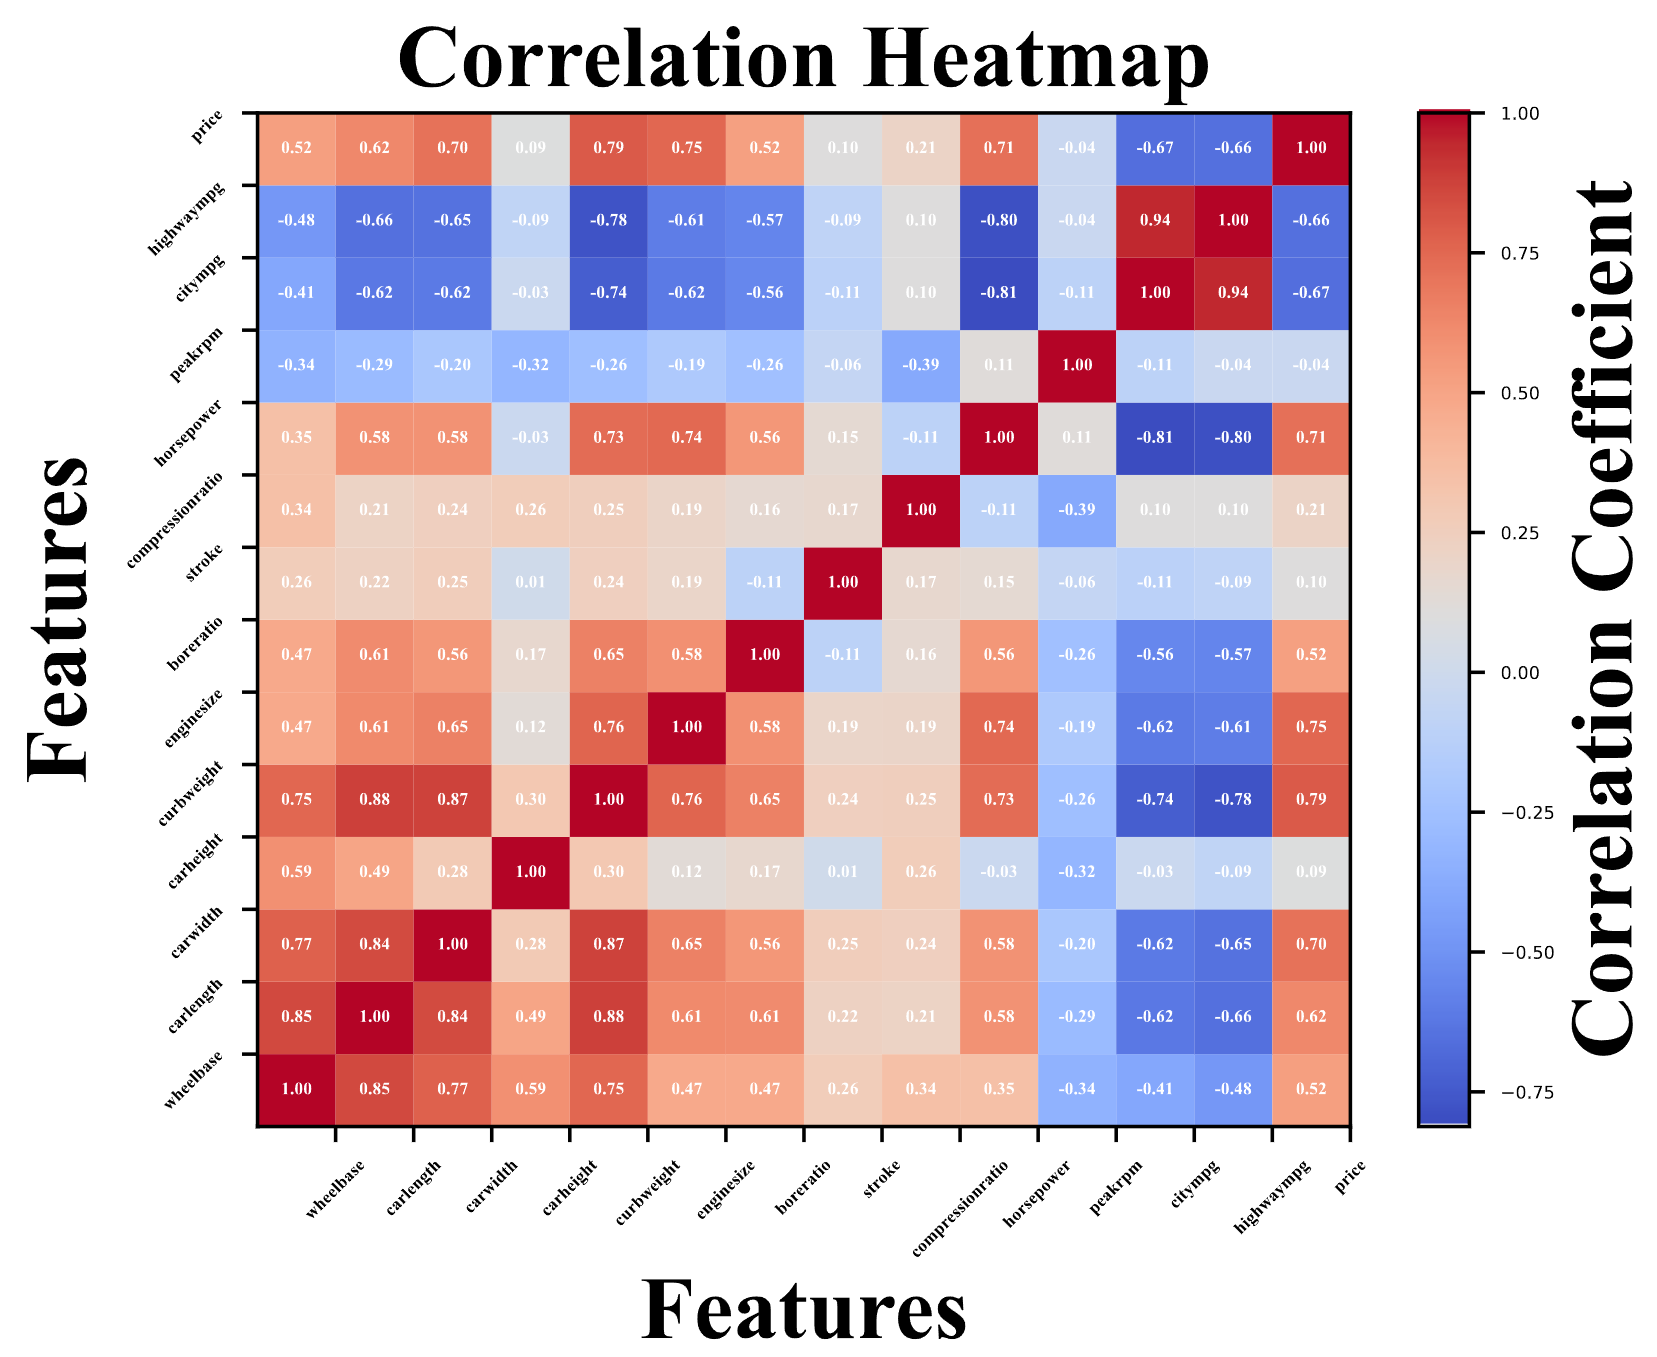 Correlation Heatmap
Features
price 0.52 0.62 0.70 0.09 0.79 0.75 0.52 0.10 0.21 0.71 -0.04 -0.67 -0.66 1.00
highwaympg -0.48 -0.66 -0.65 -0.09 -0.78 -0.61 -0.57 -0.09 0.10 -0.80 -0.04 0.94 1.00 -0.66
citympg -0.41 -0.62 -0.62 -0.03 -0.74 -0.62 -0.56 -0.11 0.10 -0.81 -0.11 1.00 0.94 -0.67
peakrpm -0.34 -0.29 -0.20 -0.32 -0.26 -0.19 -0.26 -0.06 -0.39 0.11 1.00 -0.11 -0.04 -0.04
horsepower 0.35 0.58 0.58 -0.03 0.73 0.74 0.56 0.15 -0.11 1.00 0.11 -0.81 -0.80 0.71
compressionratio 0.34 0.21 0.24 0.26 0.25 0.19 0.16 0.17 1.00 -0.11 -0.39 0.10 0.10 0.21
stroke 0.26 0.22 0.25 0.01 0.24 0.19 -0.11 1.00 0.17 0.15 -0.06 -0.11 -0.09 0.10
boreratio 0.47 0.61 0.56 0.17 0.65 0.58 1.00 -0.11 0.16 0.56 -0.26 -0.56 -0.57 0.52
enginesize 0.47 0.61 0.65 0.12 0.76 1.00 0.58 0.19 0.19 0.74 -0.19 -0.62 -0.61 0.75
curbweight 0.75 0.88 0.87 0.30 1.00 0.76 0.65 0.24 0.25 0.73 -0.26 -0.74 -0.78 0.79
carheight 0.59 0.49 0.28 1.00 0.30 0.12 0.17 0.01 0.26 -0.03 -0.32 -0.03 -0.09 0.09
carwidth 0.77 0.84 1.00 0.28 0.87 0.65 0.56 0.25 0.24 0.58 -0.20 -0.62 -0.65 0.70
carlength 0.85 1.00 0.84 0.49 0.88 0.61 0.61 0.22 0.21 0.58 -0.29 -0.62 -0.66 0.62
wheelbase 1.00 0.85 0.77 0.59 0.75 0.47 0.47 0.26 0.34 0.35 -0.34 -0.41 -0.48 0.52
wheelbase carlength carwidth carheight curbweight enginesize boreratio stroke compressionratio horsepower peakrpm citympg highwaympg price
Features
1.00
0.75
0.50
0.25
0.00
−0.25
−0.50
−0.75
Correlation Coefficient